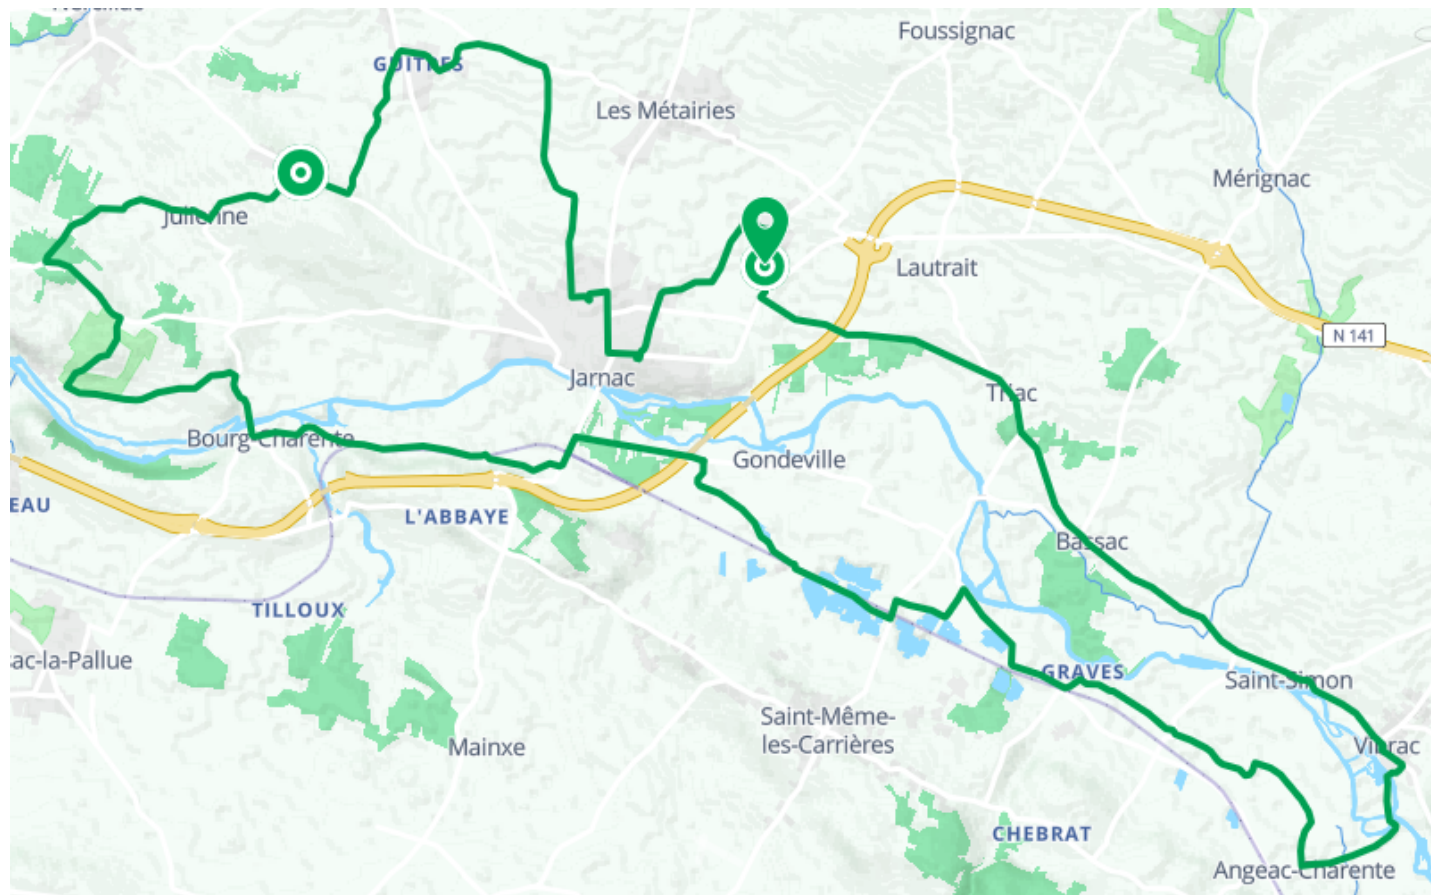 Foussignac
GUITRES
Les Métairies
Mérignac
Julienne
Lautrait
N 141
Jarnac
Triac
Bourg-Charente
Gondeville
EAU
L'ABBAYE
Bassac
TILLOUX
ac-la-Pallue
GRAVES
Saint-Simon
Saint-Même-
les-Carrières
Mainxe
Vibrac
CHEBRAT
Angeac-Charente